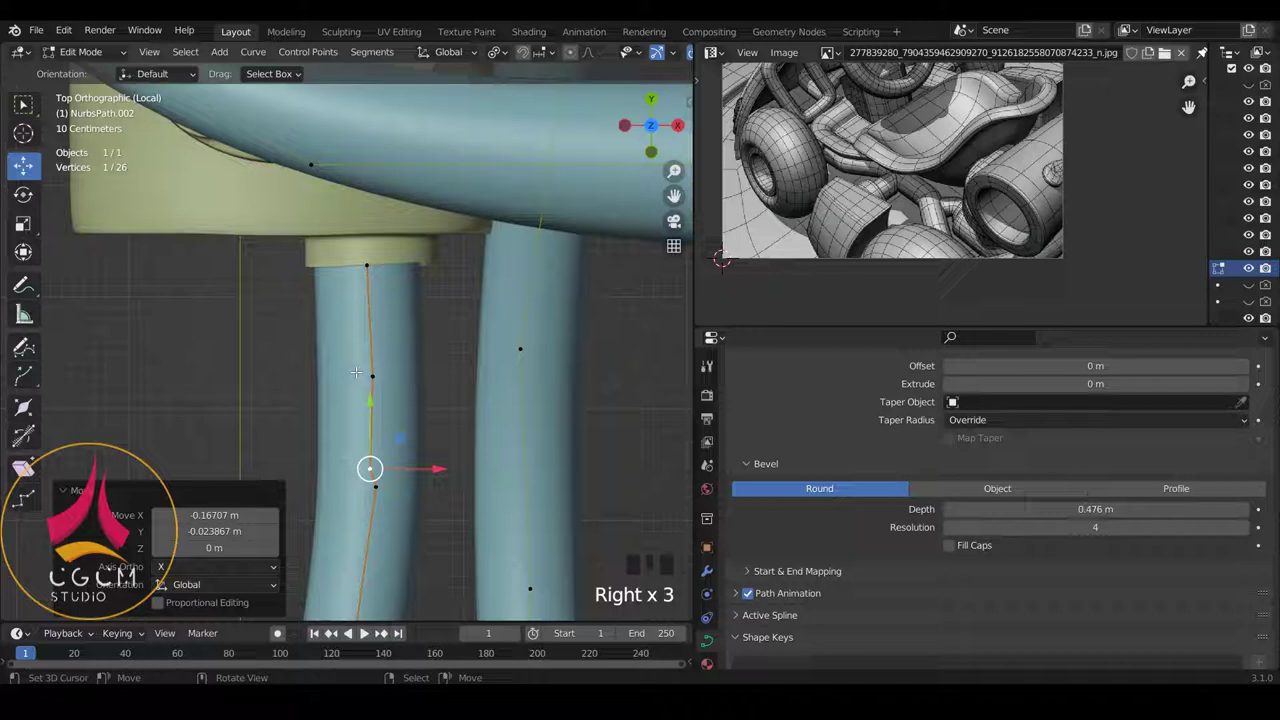 File Edit Render Window Help Layout Modeling Sculpting UV Editing Texture Paint Shading Animation Rendering Compositing Geometry Nodes Scripting + Scene ViewLayer
Edit Mode View Select Add Curve Control Points Segments Global View Image 277839280_7904359462909270_9126182558070874233_n.jpg
Orientation: Default Drag: Select Box
Top Orthographic (Local)
(1) NurbsPath.002
10 Centimeters
Objects 1/1
Vertices 1/26
Y
Z X
Offset 0 m
Extrude 0 m
Taper Object
Taper Radius Override
Map Taper
Bevel
Round Object Profile
Depth 0.476 m
Resolution 4
Fill Caps
Start & End Mapping
Path Animation
Active Spline
Shape Keys
Move X -0.16707 m
Y -0.023867 m
Z 0 m
Axis Ortho X
Orientation Global
Proportional Editing
UGUM
STUDIO
Right x 3
Playback Keying View Marker 1 Start 1 End 250
1 20 40 60 80 100 120 140 160 180 200 220 240
Set 3D Cursor Move Rotate View Select Move 3.1.0